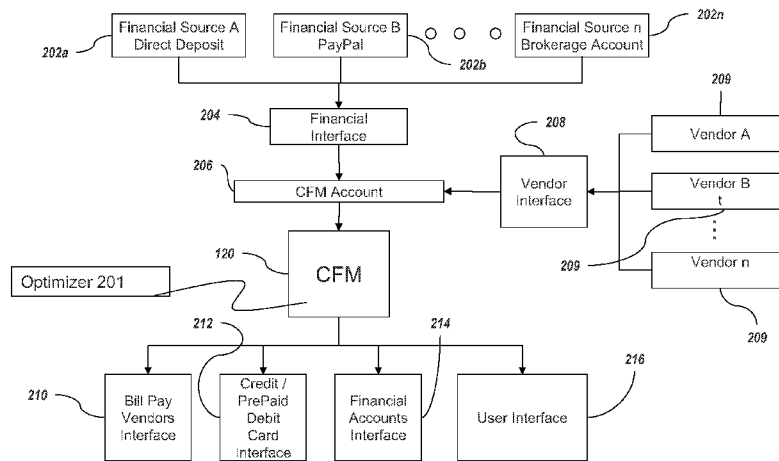 Financial Source A
Direct Deposit
202a
Financial Source B
PayPal
202b
Financial Source n
Brokerage Account
202n
204
Financial
Interface
206
CFM Account
208
Vendor
Interface
209
Vendor A
Vendor B
t
209
Vendor n
209
120
CFM
Optimizer 201
210
Bill Pay
Vendors
Interface
212
Credit /
PrePaid
Debit
Card
Interface
214
Financial
Accounts
Interface
User Interface
216